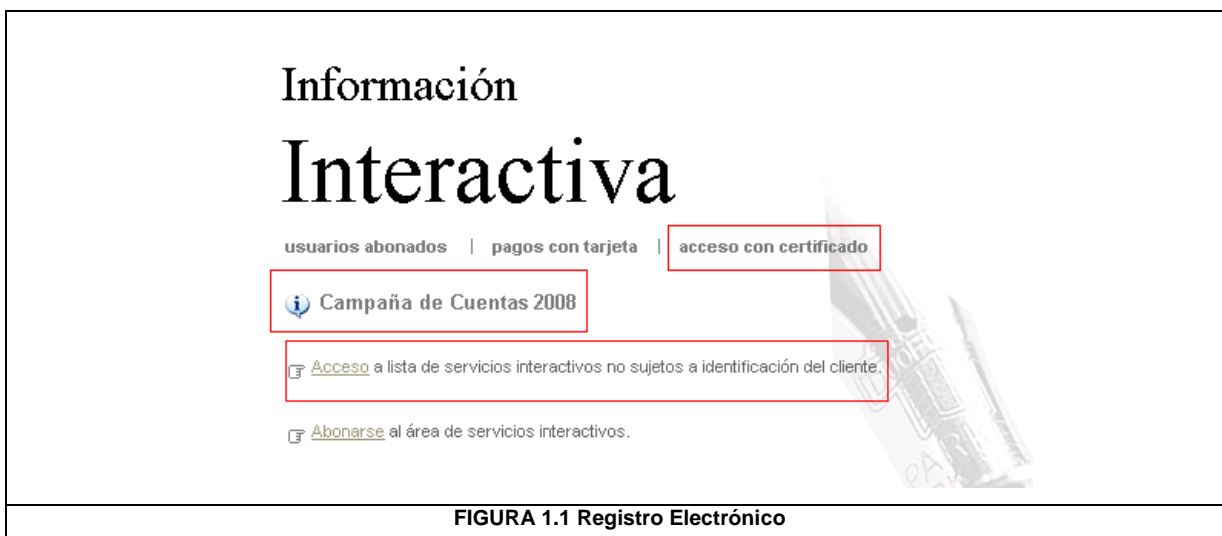 Información
Interactiva
usuarios abonados | pagos con tarjeta | acceso con certificado
Campaña de Cuentas 2008
Acceso a lista de servicios interactivos no sujetos a identificación del cliente.
Abonarse al área de servicios interactivos.
FIGURA 1.1 Registro Electrónico